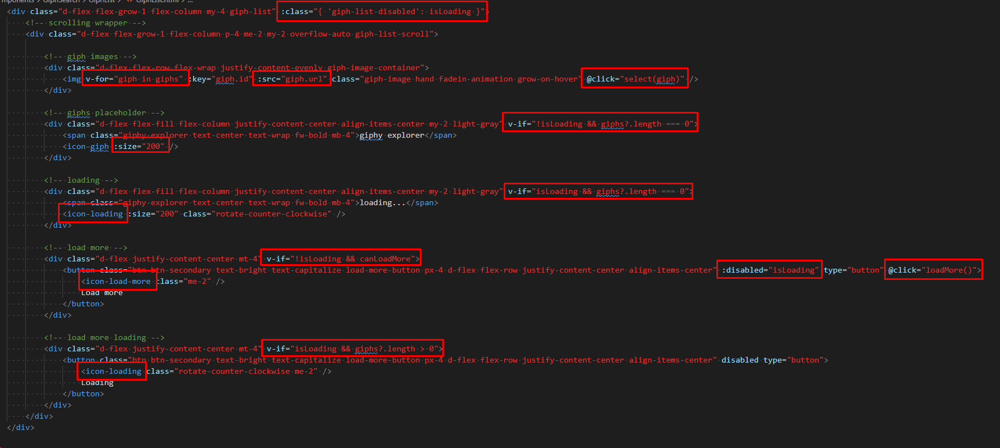 mponents > GiphSearch > GiphList > <> GiphList.html > ...
<div class="d-flex flex-grow-1 flex-column my-4 giph-list" :class="{ 'giph-list-disabled': isLoading }">
<!-- scrolling wrapper -->
<div class="d-flex flex-grow-1 flex-column p-4 me-2 my-2 overflow-auto giph-list-scroll">
<!-- giph images -->
<div class="d-flex flex-row flex-wrap justify-content-evenly giph-image-container">
<img v-for="giph in giphs" :key="giph.id" :src="giph.url" class="giph-image hand fadein-animation grow-on-hover" @click="select(giph)" />
</div>
<!-- giphs placeholder -->
<div class="d-flex flex-fill flex-column justify-content-center align-items-center my-2 light-gray" v-if="!isLoading && giphs?.length === 0">
<span class="giphy-explorer text-center text-wrap fw-bold mb-4">giphy explorer</span>
<icon-giph :size="200" />
</div>
<!-- loading -->
<div class="d-flex flex-fill flex-column justify-content-center align-items-center my-2 light-gray" v-if="isLoading && giphs?.length === 0">
<span class="giphy-explorer text-center text-wrap fw-bold mb-4">loading...</span>
<icon-loading :size="200" class="rotate-counter-clockwise" />
</div>
<!-- load more -->
<div class="d-flex justify-content-center mt-4" v-if="!isLoading && canLoadMore">
<button class="btn btn-secondary text-bright text-capitalize load-more-button px-4 d-flex flex-row justify-content-center align-items-center" :disabled="isLoading" type="button" @click="loadMore()">
<icon-load-more class="me-2" />
Load more
</button>
</div>
<!-- load more loading -->
<div class="d-flex justify-content-center mt-4" v-if="isLoading && giphs?.length > 0">
<button class="btn btn-secondary text-bright text-capitalize load-more-button px-4 d-flex flex-row justify-content-center align-items-center" disabled type="button">
<icon-loading class="rotate-counter-clockwise me-2" />
Loading
</button>
</div>
</div>
</div>